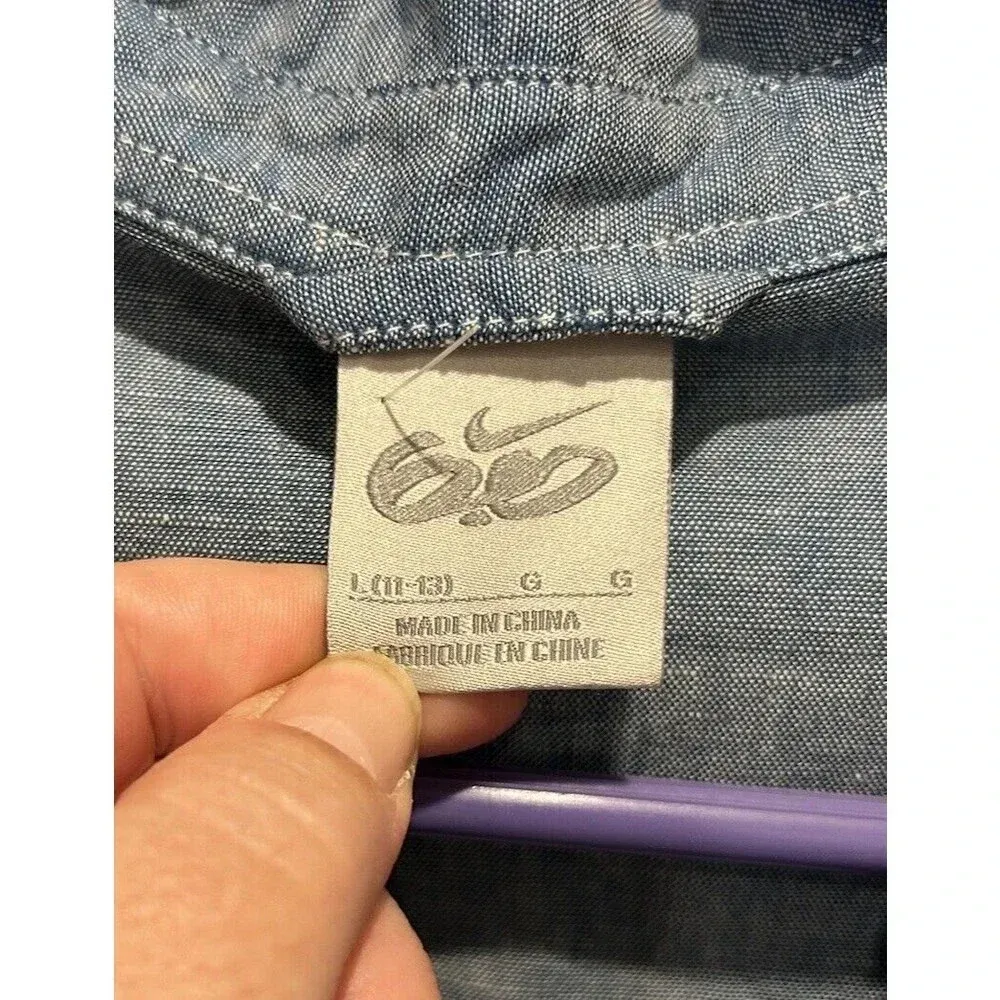 6.0
L (11-13) G G
MADE IN CHINA
FABRIQUE EN CHINE